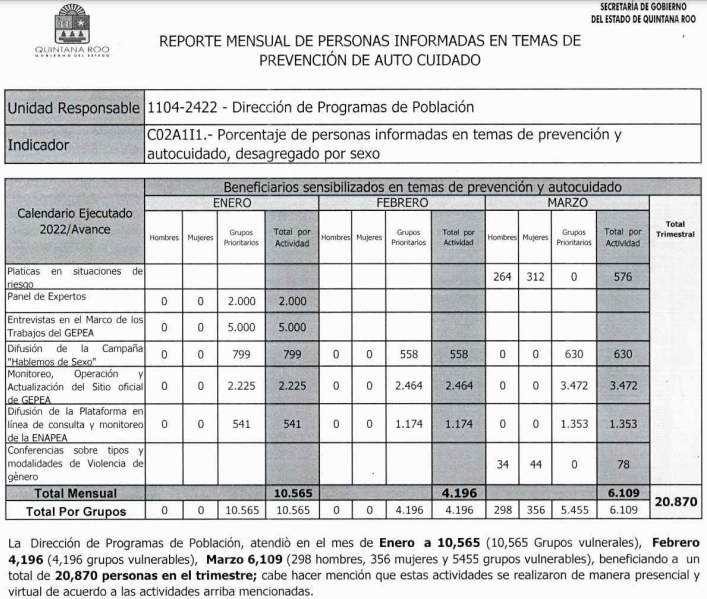 SECRETARÍA DE GOBIERNO
DEL ESTADO DE QUINTANA ROO
QUINTANA ROO
GOBIERNO DEL ESTADO
REPORTE MENSUAL DE PERSONAS INFORMADAS EN TEMAS DE
PREVENCIÓN DE AUTO CUIDADO
Unidad Responsable 1104-2422 - Dirección de Programas de Población
Indicador C02A1I1.- Porcentaje de personas informadas en temas de prevención y
autocuidado, desagregado por sexo
Calendario Ejecutado
2022/Avance
Beneficiarios sensibilizados en temas de prevención y autocuidado
ENERO FEBRERO MARZO Total
Trimestral
Hombres Mujeres Grupos
Prioritarios Total por
Actividad Hombres Mujeres Grupos
Prioritarios Total por
Actividad Hombres Mujeres Grupos
Prioritarios Total por
Actividad
Platicas en situaciones de
riesgo 264 312 0 576
Panel de Expertos 0 0 2.000 2.000
Entrevistas en el Marco de los
Trabajos del GEPEA 0 0 5.000 5.000
Difusión de la Campaña
"Hablemos de Sexo" 0 0 799 799 0 0 558 558 0 0 630 630
Monitoreo, Operación y
Actualización del Sitio oficial
de GEPEA 0 0 2.225 2.225 0 0 2.464 2.464 0 0 3.472 3.472
Difusión de la Plataforma en
línea de consulta y monitoreo
de la ENAPEA 0 0 541 541 0 0 1.174 1.174 0 0 1.353 1.353
Conferencias sobre tipos y
modalidades de Violencia de
gènero 34 44 0 78
Total Mensual 10.565 4.196 6.109 20.870
Total Por Grupos 0 0 10.565 10.565 0 0 4.196 4.196 298 356 5.455 6.109
La Dirección de Programas de Población, atendiò en el mes de Enero a 10,565 (10,565 Grupos vulnerales), Febrero
4,196 (4,196 grupos vulnerables), Marzo 6,109 (298 hombres, 356 mujeres y 5455 grupos vulnerables), beneficiando a un
total de 20,870 personas en el trimestre; cabe hacer mención que estas actividades se realizaron de manera presencial y
virtual de acuerdo a las actividades arriba mencionadas.